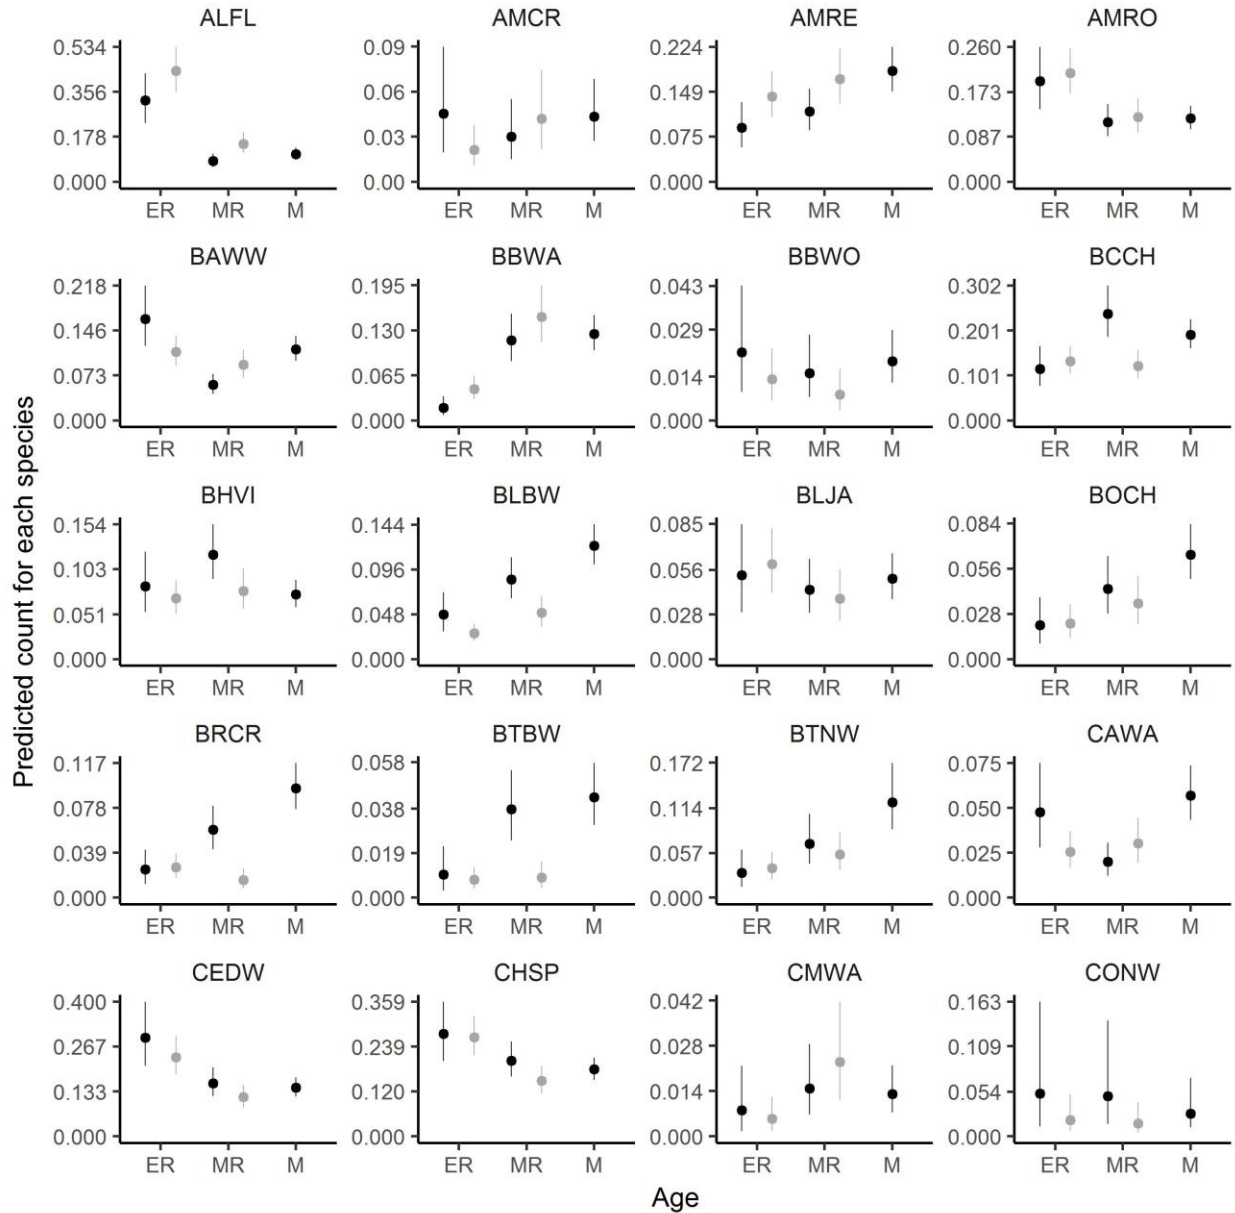 ALFL AMCR AMRE AMRO
0.534 0.09 0.224 0.260
0.356 0.06 0.149 0.173
0.178 0.03 0.075 0.087
0.000 0.00 0.000 0.000
ER MR M ER MR M ER MR M ER MR M
BAWW BBWA BBWO BCCH
0.218 0.195 0.043 0.302
0.146 0.130 0.029 0.201
0.073 0.065 0.014 0.101
0.000 0.000 0.000 0.000
ER MR M ER MR M ER MR M ER MR M
Predicted count for each species
BHVI BLBW BLJA BOCH
0.154 0.144 0.085 0.084
0.103 0.096 0.056 0.056
0.051 0.048 0.028 0.028
0.000 0.000 0.000 0.000
ER MR M ER MR M ER MR M ER MR M
BRCR BTBW BTNW CAWA
0.117 0.058 0.172 0.075
0.078 0.038 0.114 0.050
0.039 0.019 0.057 0.025
0.000 0.000 0.000 0.000
ER MR M ER MR M ER MR M ER MR M
CEDW CHSP CMWA CONW
0.400 0.359 0.042 0.163
0.267 0.239 0.028 0.109
0.133 0.120 0.014 0.054
0.000 0.000 0.000 0.000
ER MR M ER MR M ER MR M ER MR M
Age